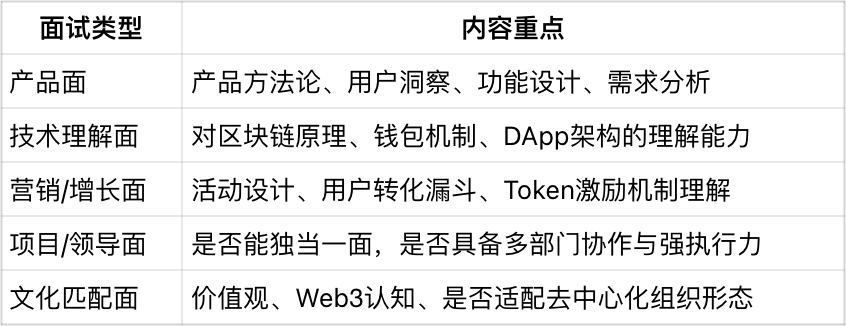 面试类型 内容重点
产品面 产品方法论、用户洞察、功能设计、需求分析
技术理解面 对区块链原理、钱包机制、DApp架构的理解能力
营销/增长面 活动设计、用户转化漏斗、Token激励机制理解
项目/领导面 是否能独当一面，是否具备多部门协作与强执行力
文化匹配面 价值观、Web3认知、是否适配去中心化组织形态